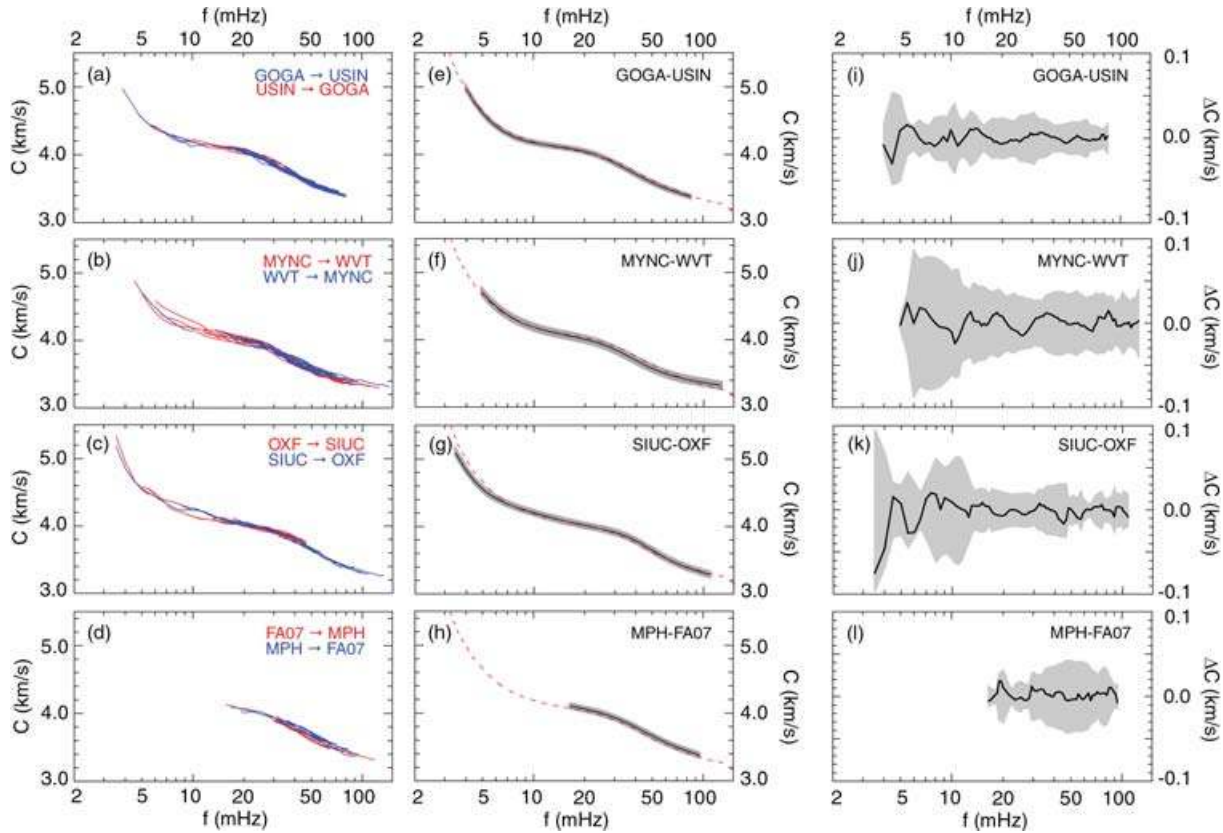 f (mHz) f (mHz) f (mHz)
2 5 10 20 50 100 2 5 10 20 50 100 2 5 10 20 50 100
(a) GOGA → USIN (e) GOGA-USIN (i) GOGA-USIN 0.1
USIN → GOGA
5.0 5.0
C (km/s) 4.0 C (km/s) 4.0 ΔC (km/s) 0.0
3.0 3.0 -0.1
(b) MYNC → WVT (f) MYNC-WVT (j) MYNC-WVT 0.1
WVT → MYNC
5.0 5.0
C (km/s) 4.0 C (km/s) 4.0 ΔC (km/s) 0.0
3.0 3.0 -0.1
(c) OXF → SIUC (g) SIUC-OXF (k) SIUC-OXF 0.1
SIUC → OXF
5.0 5.0
C (km/s) 4.0 C (km/s) 4.0 ΔC (km/s) 0.0
3.0 3.0 -0.1
(d) FA07 → MPH (h) MPH-FA07 (l) MPH-FA07 0.1
MPH → FA07
5.0 5.0
C (km/s) 4.0 C (km/s) 4.0 ΔC (km/s) 0.0
3.0 3.0 -0.1
2 5 10 20 50 100 2 5 10 20 50 100 2 5 10 20 50 100
f (mHz) f (mHz) f (mHz)